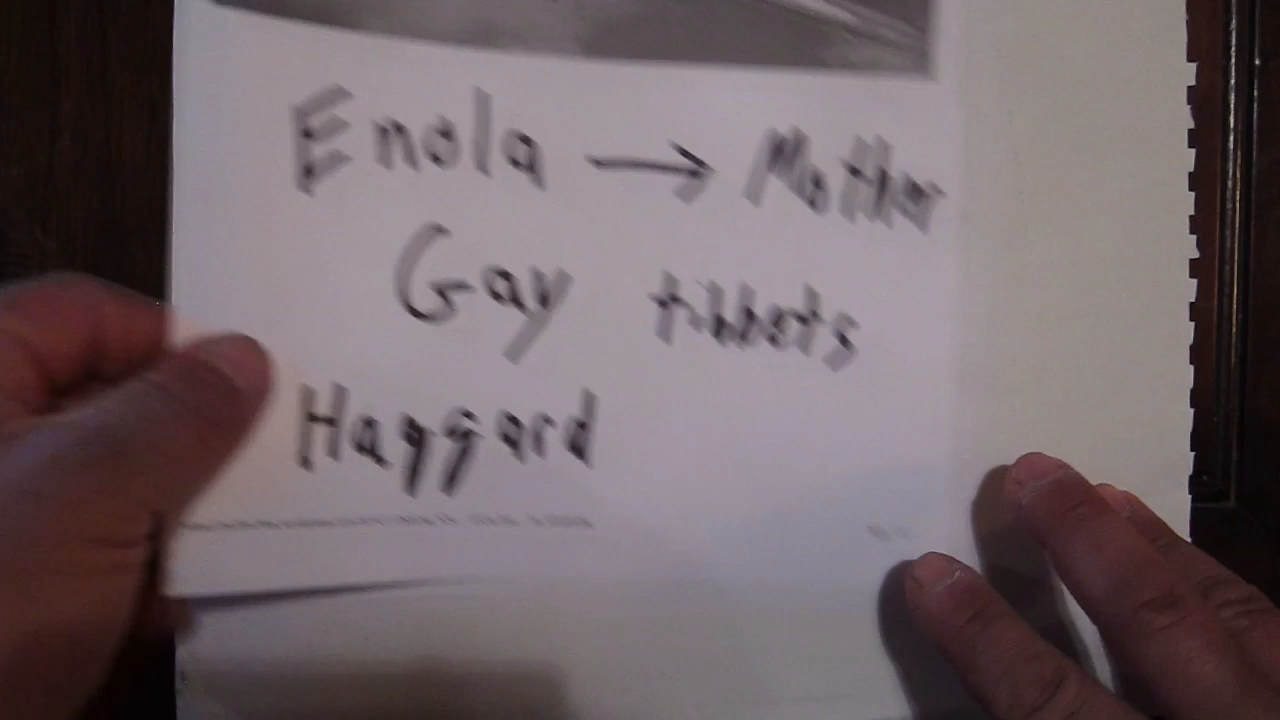 Enola → Mother
Gay tibbets
Haggard